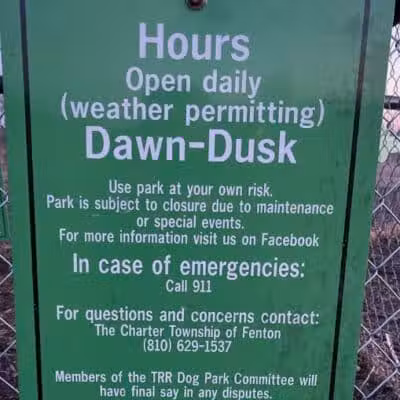 Hours
Open daily
(weather permitting)
Dawn-Dusk
Use park at your own risk.
Park is subject to closure due to maintenance
or special events.
For more information visit us on Facebook
In case of emergencies:
Call 911
For questions and concerns contact:
The Charter Township of Fenton
(810) 629-1537
Members of the TRR Dog Park Committee will
have final say in any disputes.